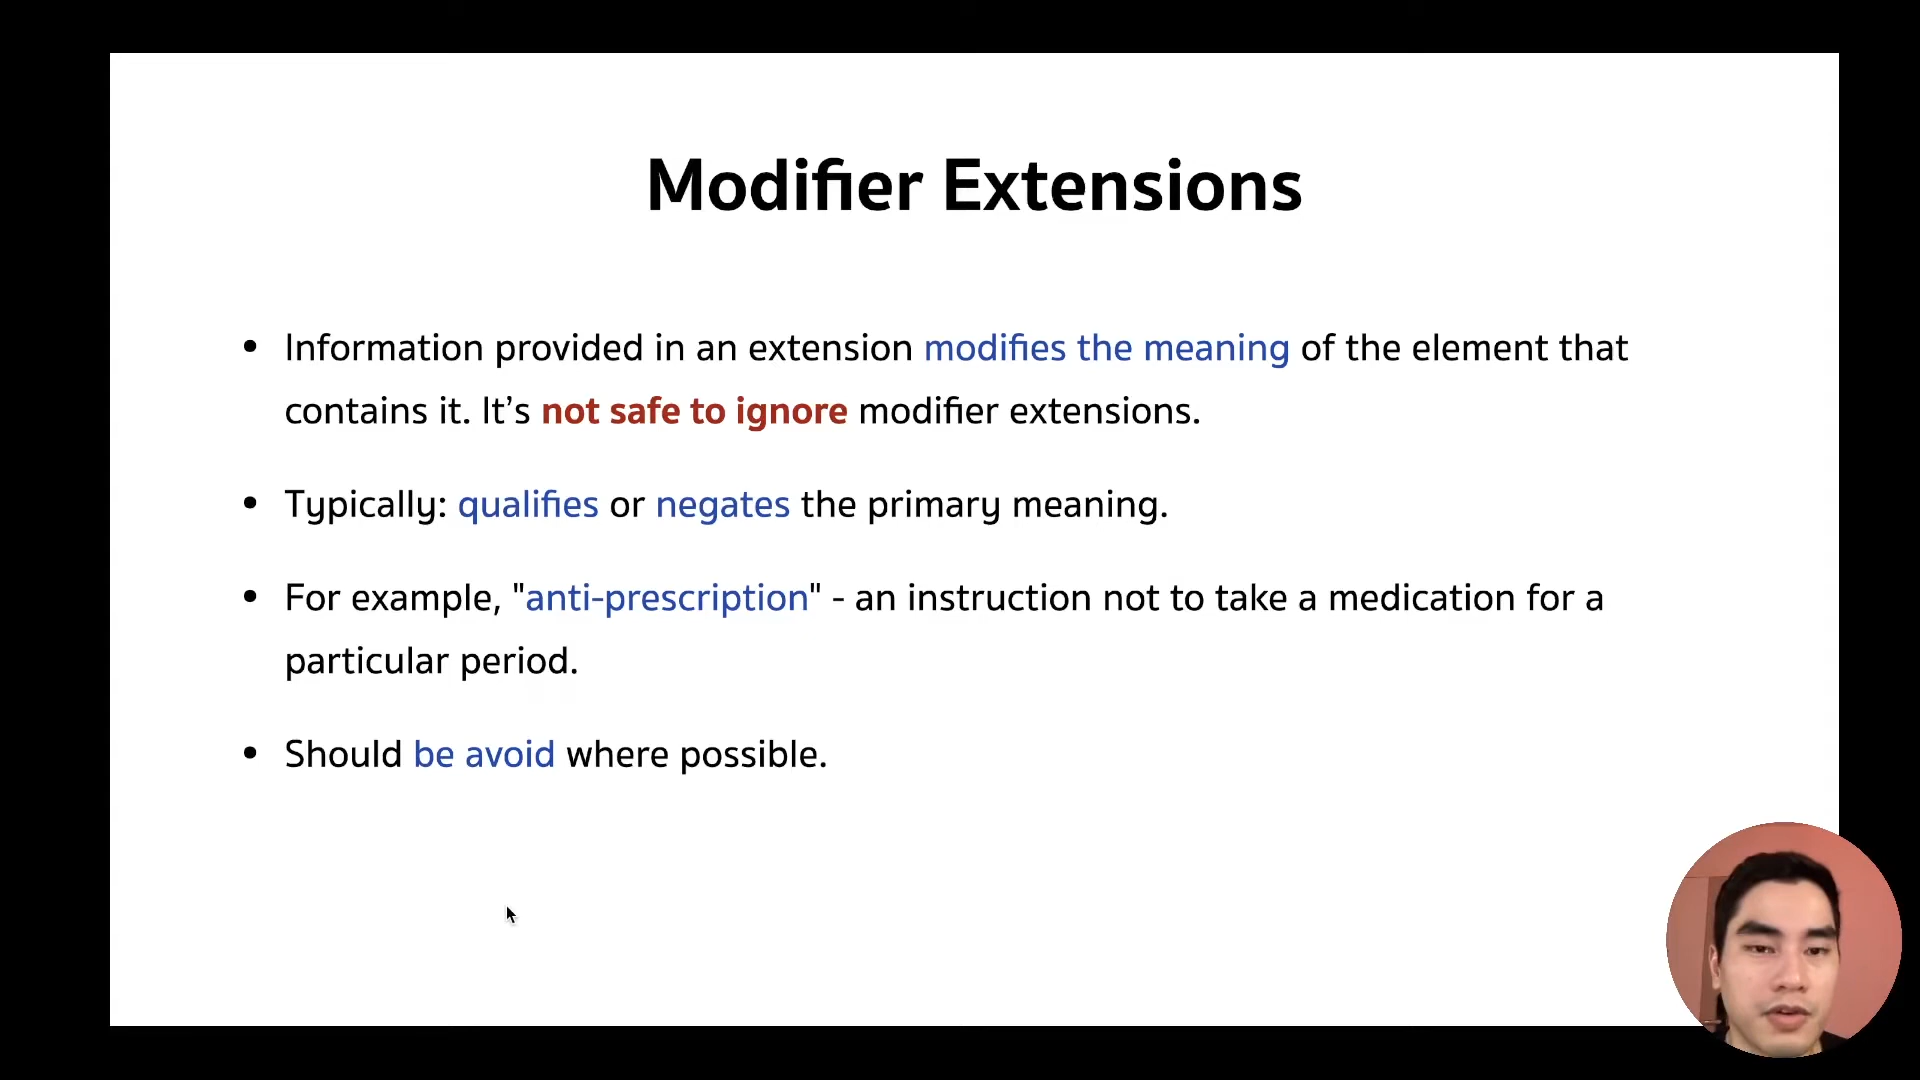 Modifier Extensions
• Information provided in an extension modifies the meaning of the element that
contains it. It’s not safe to ignore modifier extensions.
• Typically: qualifies or negates the primary meaning.
• For example, "anti-prescription" - an instruction not to take a medication for a
particular period.
• Should be avoid where possible.